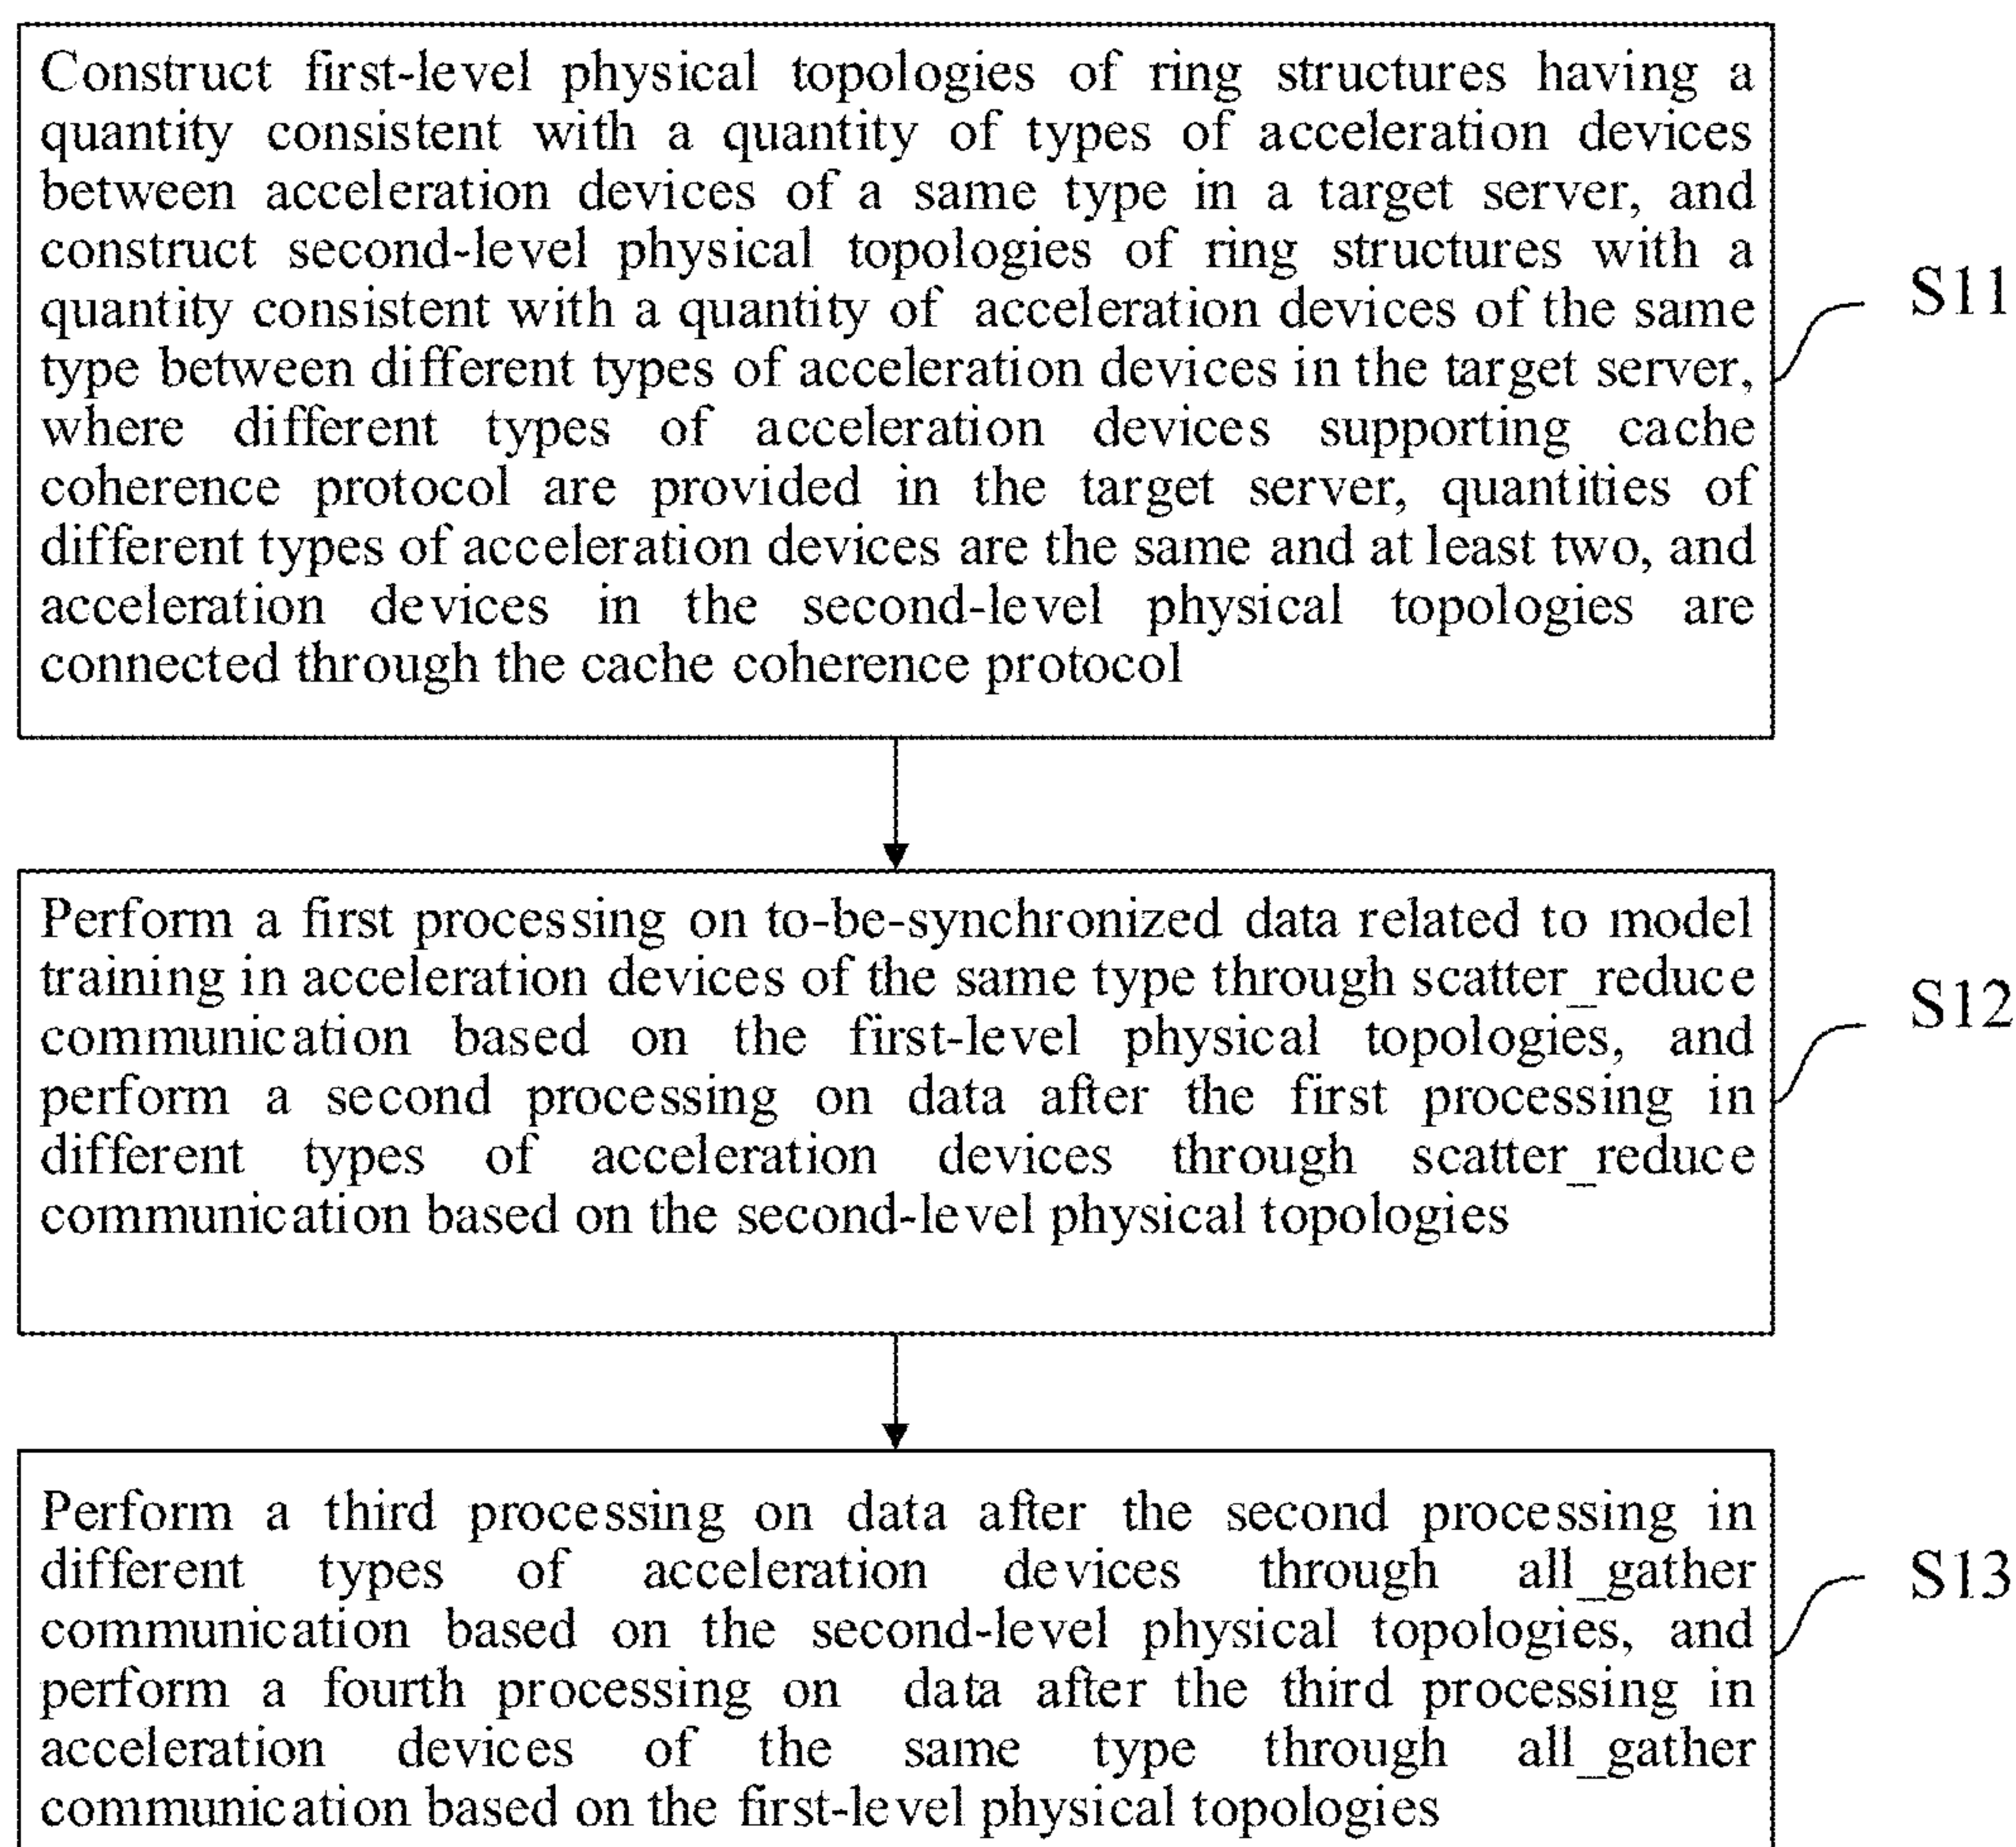 Construct first-level physical topologies of ring structures having a
quantity consistent with a quantity of types of acceleration devices
between acceleration devices of a same type in a target server, and
construct second-level physical topologies of ring structures with a
quantity consistent with a quantity of acceleration devices of the same
type between different types of acceleration devices in the target server,
where different types of acceleration devices supporting cache
coherence protocol are provided in the target server, quantities of
different types of acceleration devices are the same and at least two, and
acceleration devices in the second-level physical topologies are
connected through the cache coherence protocol
S11
Perform a first processing on to-be-synchronized data related to model
training in acceleration devices of the same type through scatter_reduce
communication based on the first-level physical topologies, and
perform a second processing on data after the first processing in
different types of acceleration devices through scatter_reduce
communication based on the second-level physical topologies
S12
Perform a third processing on data after the second processing in
different types of acceleration devices through all_gather
communication based on the second-level physical topologies, and
perform a fourth processing on data after the third processing in
acceleration devices of the same type through all_gather
communication based on the first-level physical topologies
S13